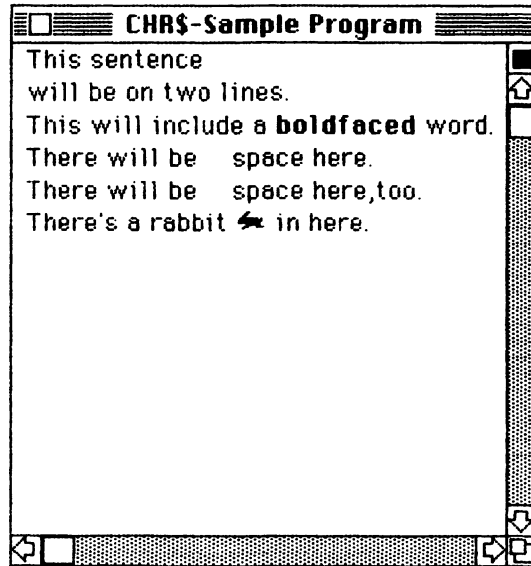 CHR$-Sample Program
This sentence
will be on two lines.
This will include a boldfaced word.
There will be    space here.
There will be    space here,too.
There's a rabbit in here.